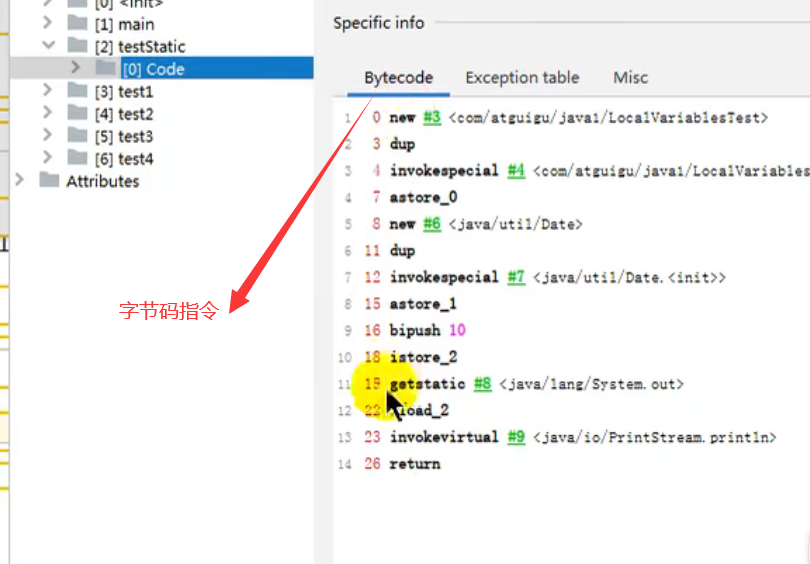 [0] <init>
[1] main
[2] testStatic
[0] Code
[3] test1
[4] test2
[5] test3
[6] test4
Attributes
字节码指令
Specific info
Bytecode Exception table Misc
1 0 new #3 <com/atguigu/java1/LocalVariablesTest>
2 3 dup
3 4 invokespecial #4 <com/atguigu/java1/LocalVariables
4 7 astore_0
5 8 new #6 <java/util/Date>
6 11 dup
7 12 invokespecial #7 <java/util/Date.<init>>
8 15 astore_1
9 16 bipush 10
10 18 istore_2
11 19 getstatic #8 <java/lang/System.out>
12 22 load_2
13 23 invokevirtual #9 <java/io/PrintStream.println>
14 26 return